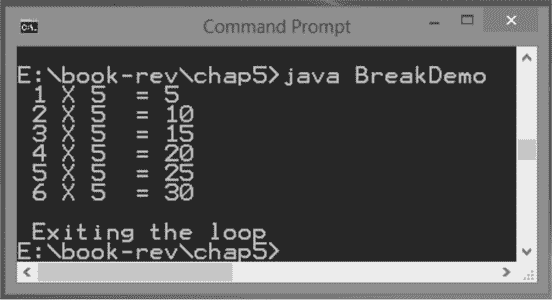 Command Prompt
E:\book-rev\chap5>java BreakDemo
1 X 5 = 5
2 X 5 = 10
3 X 5 = 15
4 X 5 = 20
5 X 5 = 25
6 X 5 = 30
Exiting the loop
E:\book-rev\chap5>